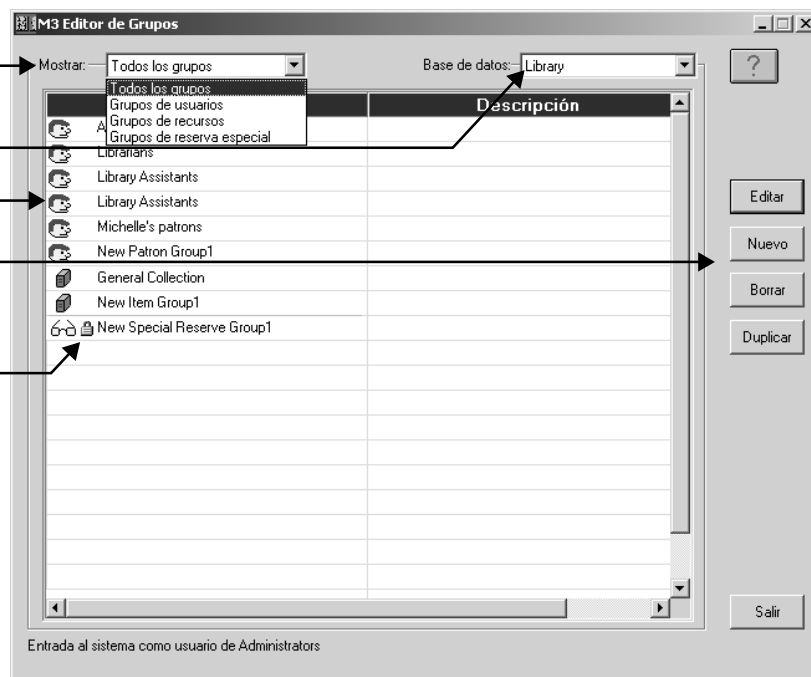 M3 Editor de Grupos
Mostrar: Todos los grupos
Base de datos: Library
?
Todos los grupos
Grupos de usuarios
Grupos de recursos
Grupos de reserva especial
Descripción
Librarians
Library Assistants
Library Assistants
Michelle's patrons
New Patron Group1
General Collection
New Item Group1
New Special Reserve Group1
Editar
Nuevo
Borrar
Duplicar
Salir
Entrada al sistema como usuario de Administrators